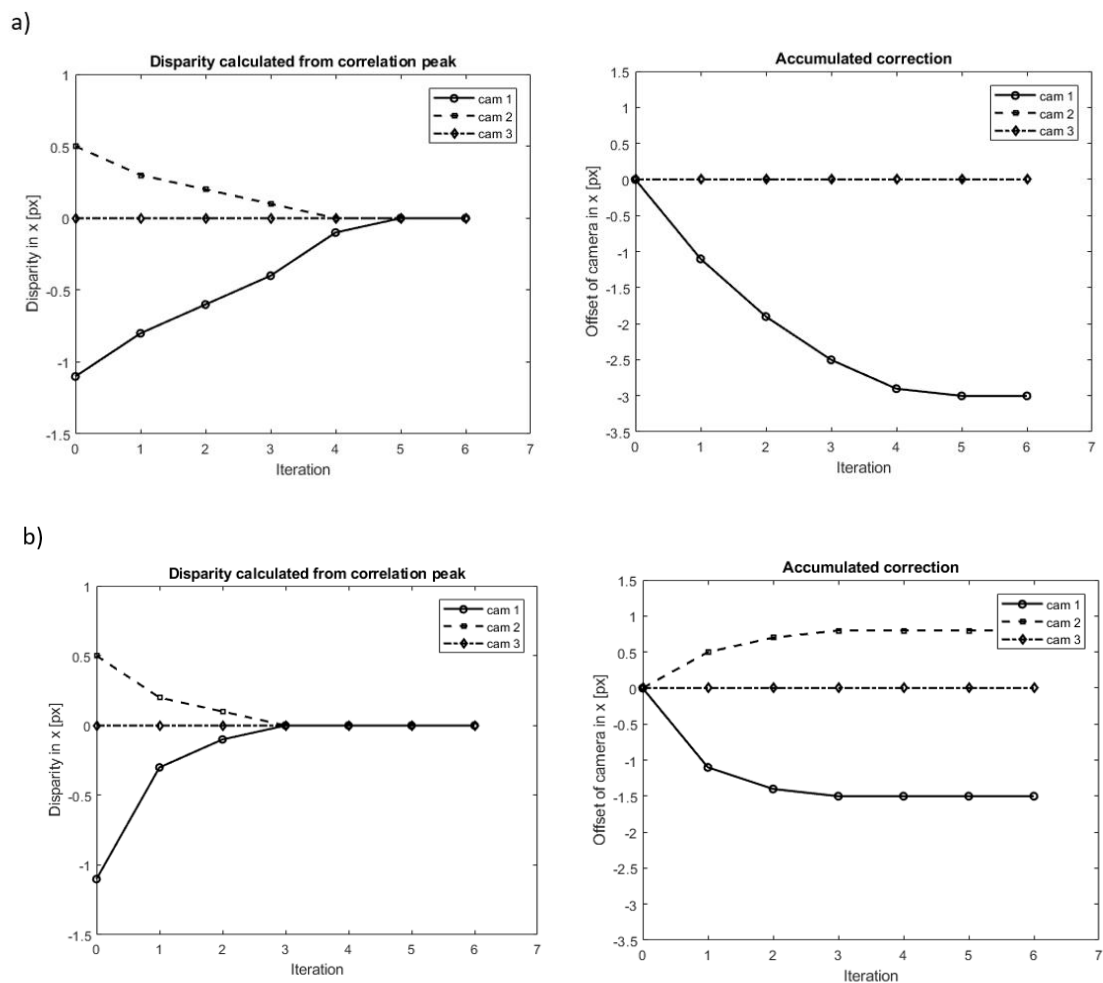 a)
Disparity calculated from correlation peak
1
0.5
0
-0.5
-1
-1.5
0 1 2 3 4 5 6 7
Disparity in x [px]
Iteration
cam 1
cam 2
cam 3
Accumulated correction
1.5
1
0.5
0
-0.5
-1
-1.5
-2
-2.5
-3
-3.5
0 1 2 3 4 5 6 7
Offset of camera in x [px]
Iteration
cam 1
cam 2
cam 3
b)
Disparity calculated from correlation peak
1
0.5
0
-0.5
-1
-1.5
0 1 2 3 4 5 6 7
Disparity in x [px]
Iteration
cam 1
cam 2
cam 3
Accumulated correction
1.5
1
0.5
0
-0.5
-1
-1.5
-2
-2.5
-3
-3.5
0 1 2 3 4 5 6 7
Offset of camera in x [px]
Iteration
cam 1
cam 2
cam 3